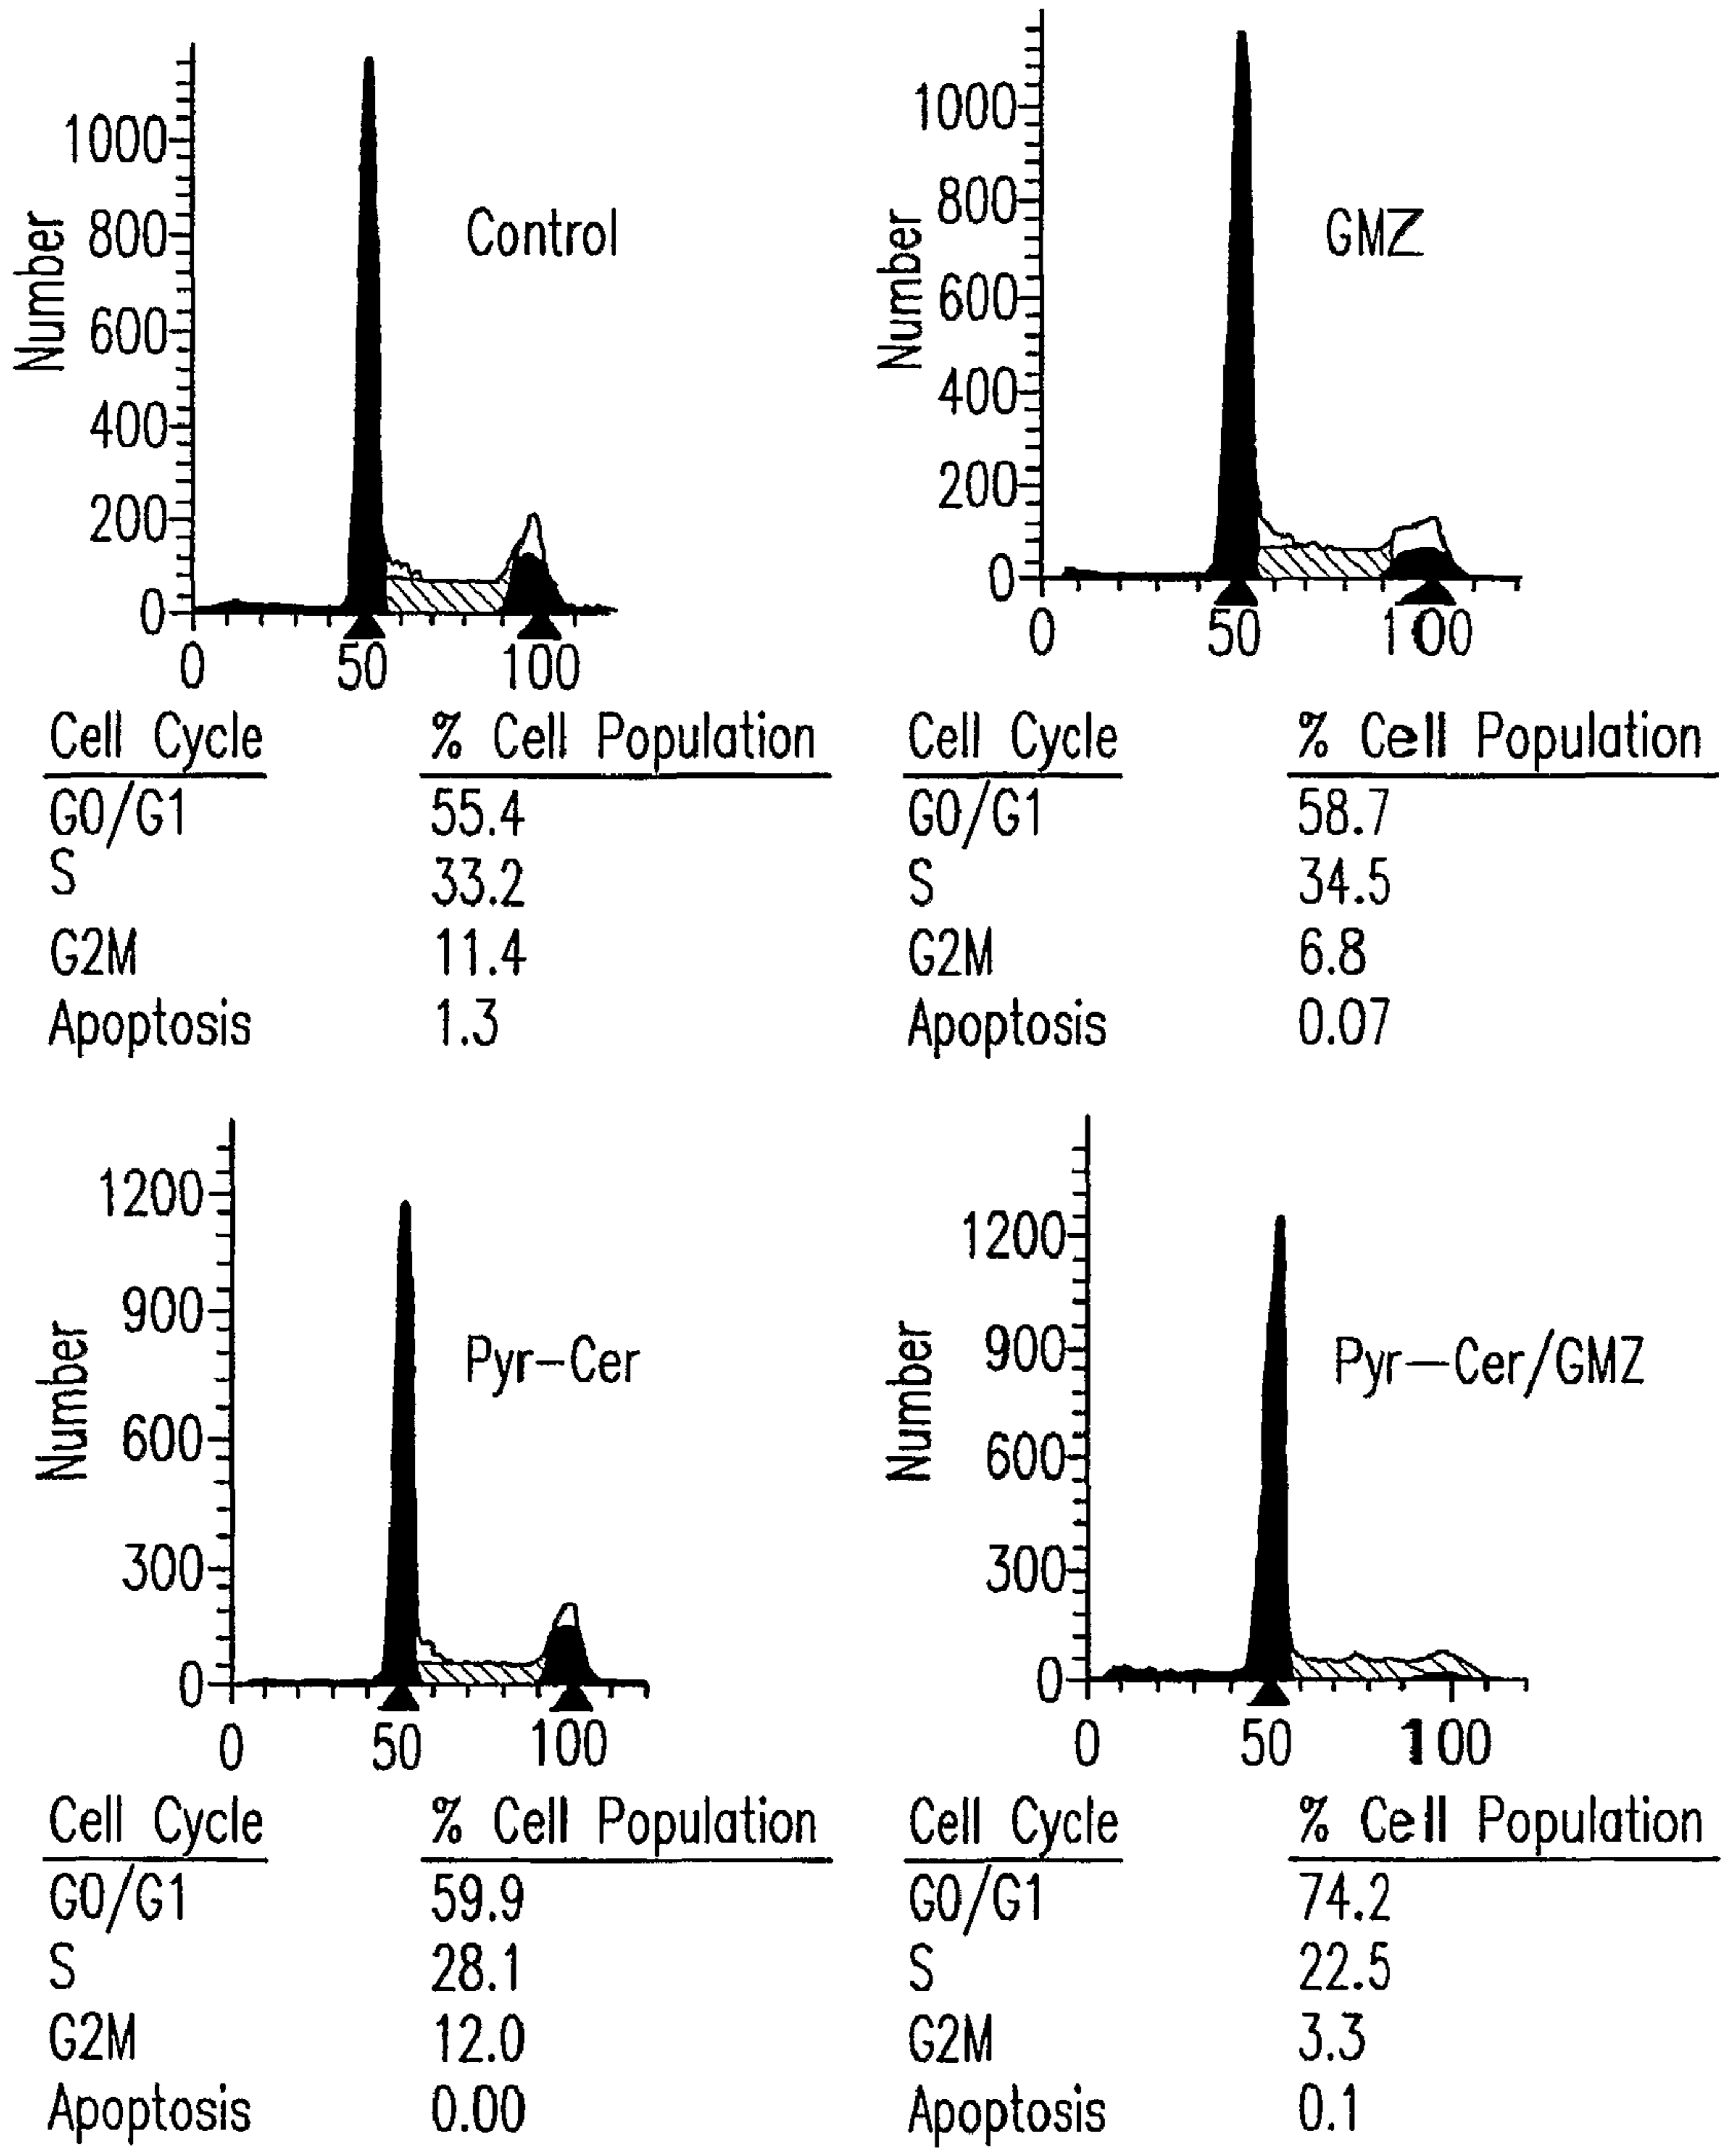 Control
Number
1000
800
600
400
200
0
0 50 100
Cell Cycle % Cell Population
G0/G1 55.4
S 33.2
G2M 11.4
Apoptosis 1.3
GMZ
Number
1000
800
600
400
200
0
0 50 100
Cell Cycle % Cell Population
G0/G1 58.7
S 34.5
G2M 6.8
Apoptosis 0.07
Pyr-Cer
Number
1200
900
600
300
0
0 50 100
Cell Cycle % Cell Population
G0/G1 59.9
S 28.1
G2M 12.0
Apoptosis 0.00
Pyr-Cer/GMZ
Number
1200
900
600
300
0
0 50 100
Cell Cycle % Cell Population
G0/G1 74.2
S 22.5
G2M 3.3
Apoptosis 0.1